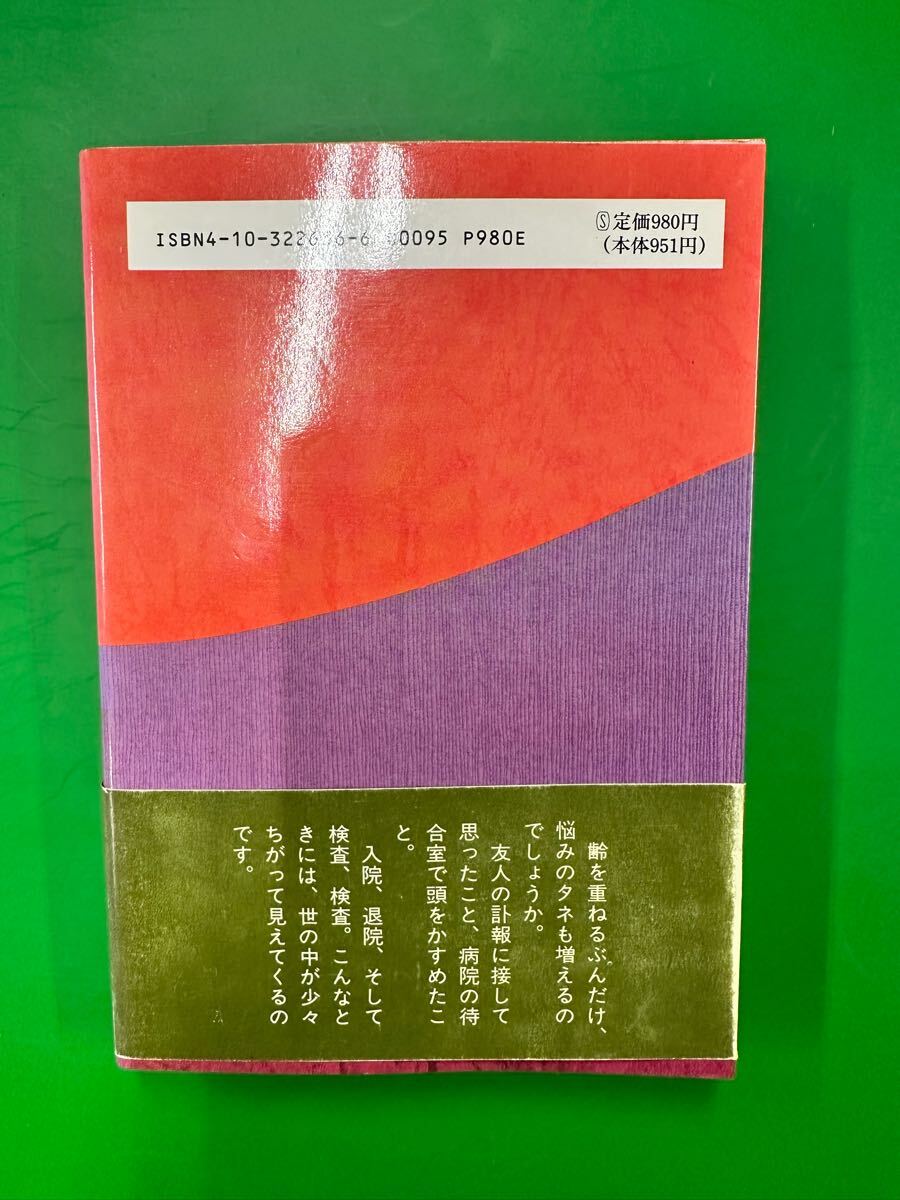 ISBN4-10-322636-6 C0095 P980E
Ⓢ定価980円
(本体951円)
齢を重ねるぶんだけ、
悩みのタネも増えるの
でしょうか。
友人の訃報に接して
思ったこと、病院の待
合室で頭をかすめたこ
と。
入院、退院、そして
検査、検査。こんなと
きには、世の中が少々
ちがって見えてくるの
です。